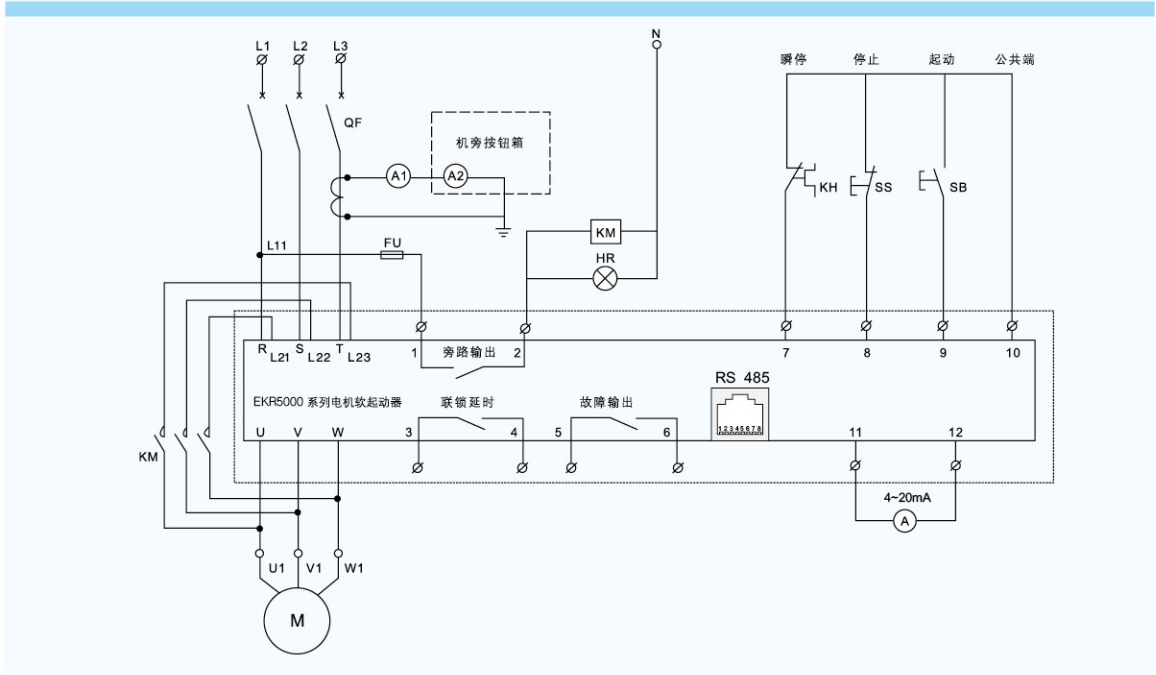 L1 L2 L3 N
瞬停 停止 起动 公共端
QF
机旁按钮箱
A1 A2
KH SS SB
L11 FU KM
HR
R L21 S L22 T L23 1 旁路输出 2 7 8 9 10
RS 485
EKR5000 系列电机软起动器 联锁延时 故障输出
12345678
U V W 3 4 5 6 11 12
KM
4~20mA
A
U1 V1 W1
M